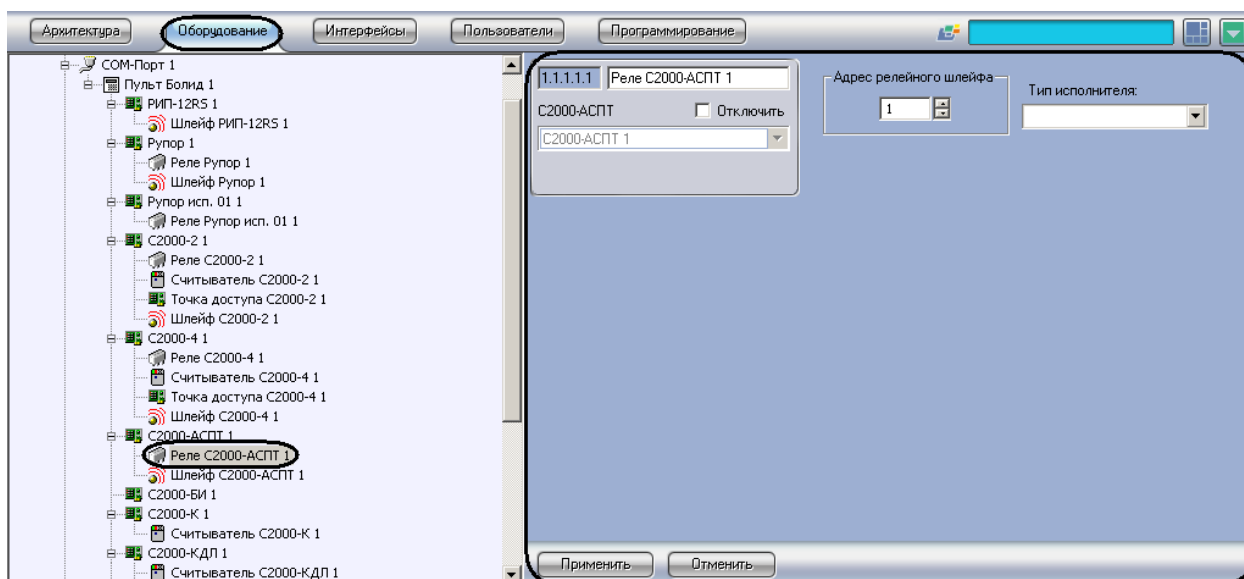 Архитектура Оборудование Интерфейсы Пользователи Программирование
COM-Порт 1
Пульт Болид 1
РИП-12RS 1
Шлейф РИП-12RS 1
Рупор 1
Реле Рупор 1
Шлейф Рупор 1
Рупор исп. 01 1
Реле Рупор исп. 01 1
С2000-2 1
Реле С2000-2 1
Считыватель С2000-2 1
Точка доступа С2000-2 1
Шлейф С2000-2 1
С2000-4 1
Реле С2000-4 1
Считыватель С2000-4 1
Точка доступа С2000-4 1
Шлейф С2000-4 1
С2000-АСПТ 1
Реле С2000-АСПТ 1
Шлейф С2000-АСПТ 1
С2000-БИ 1
С2000-К 1
Считыватель С2000-К 1
С2000-КДЛ 1
Считыватель С2000-КДЛ 1
1.1.1.1.1 Реле С2000-АСПТ 1
С2000-АСПТ Отключить
С2000-АСПТ 1
Адрес релейного шлейфа
1
Тип исполнителя:
Применить Отменить